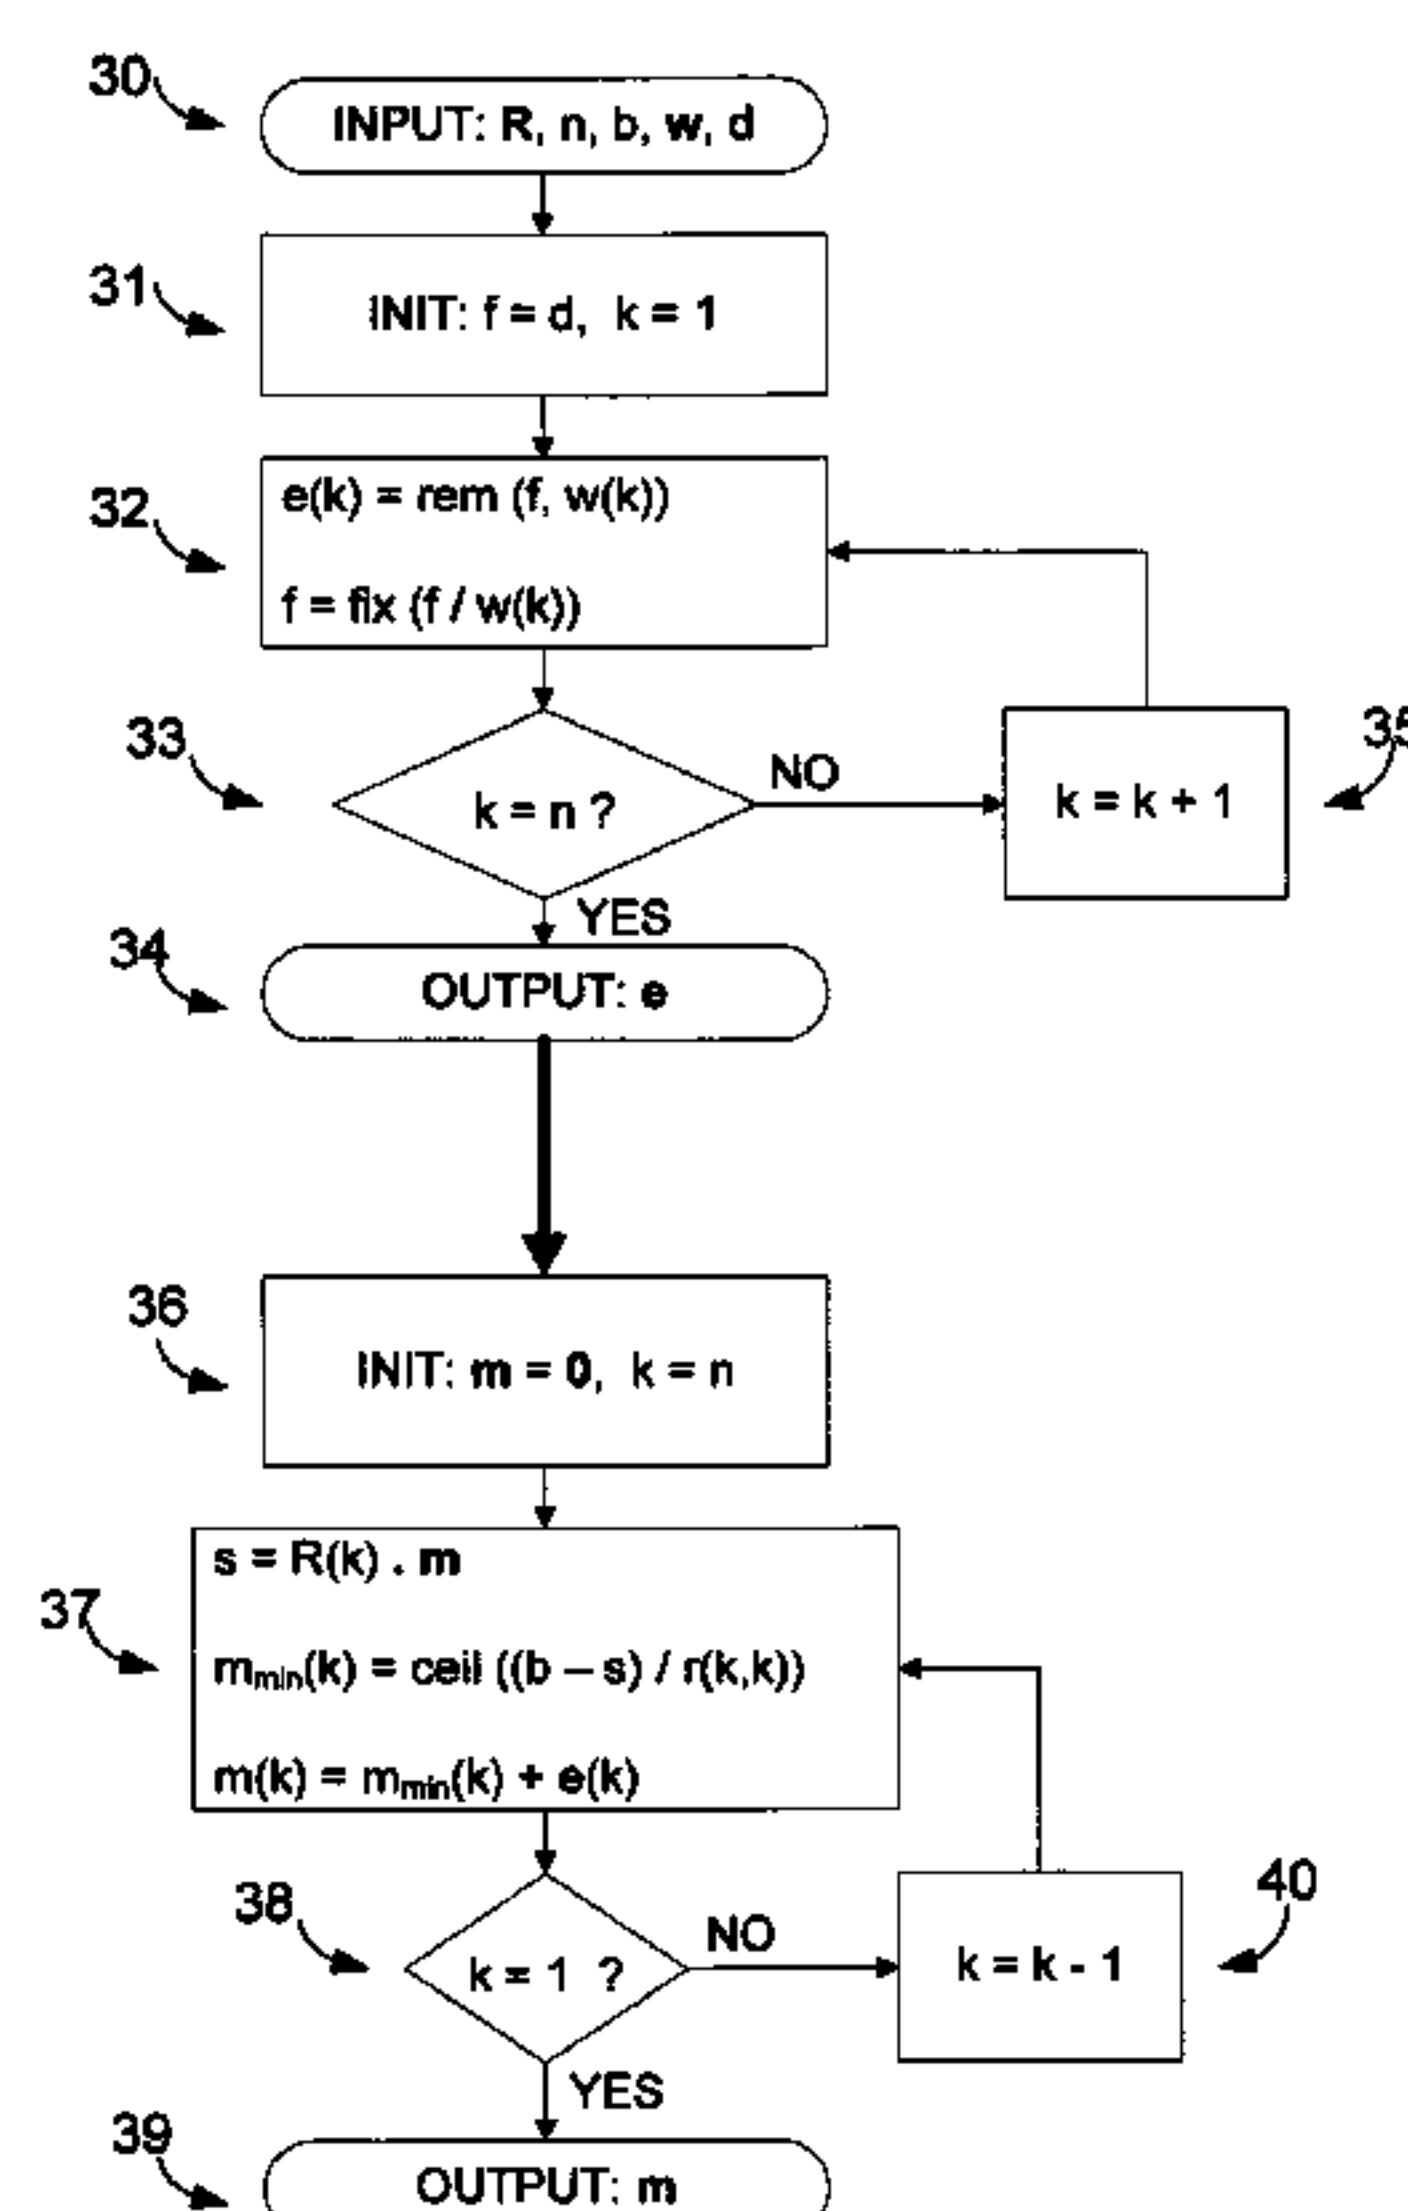 30
INPUT: R, n, b, w, d
31
INIT: f = d, k = 1
32
e(k) = rem (f, w(k))
f = fix (f / w(k))
33
k = n ?
NO
k = k + 1
35
YES
34
OUTPUT: e
36
INIT: m = 0, k = n
37
s = R(k) . m
mmin(k) = ceil ((b – s) / r(k,k))
m(k) = mmin(k) + e(k)
38
k = 1 ?
NO
k = k - 1
40
YES
39
OUTPUT: m